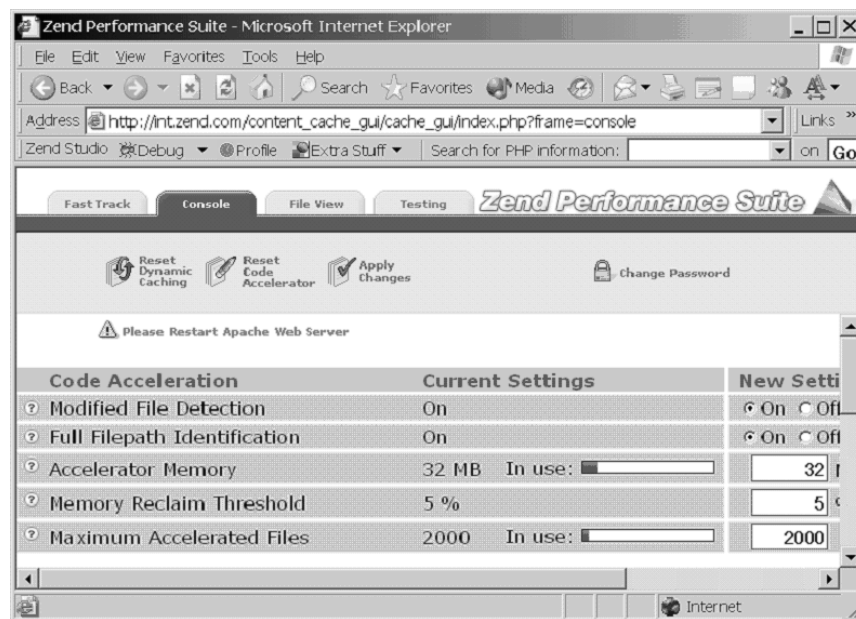 Zend Performance Suite - Microsoft Internet Explorer
File Edit View Favorites Tools Help
Back Search Favorites Media
Address http://int.zend.com/content_cache_gui/cache_gui/index.php?frame=console Links »
Zend Studio Debug Profile Extra Stuff Search for PHP information: on Go
Fast Track Console File View Testing Zend Performance Suite
Reset Dynamic Caching
Reset Code Accelerator
Apply Changes
Change Password
Please Restart Apache Web Server
Code Acceleration Current Settings New Setti
? Modified File Detection On On Off
? Full Filepath Identification On On Off
? Accelerator Memory 32 MB In use: 32
? Memory Reclaim Threshold 5 % 5
? Maximum Accelerated Files 2000 In use: 2000
Internet